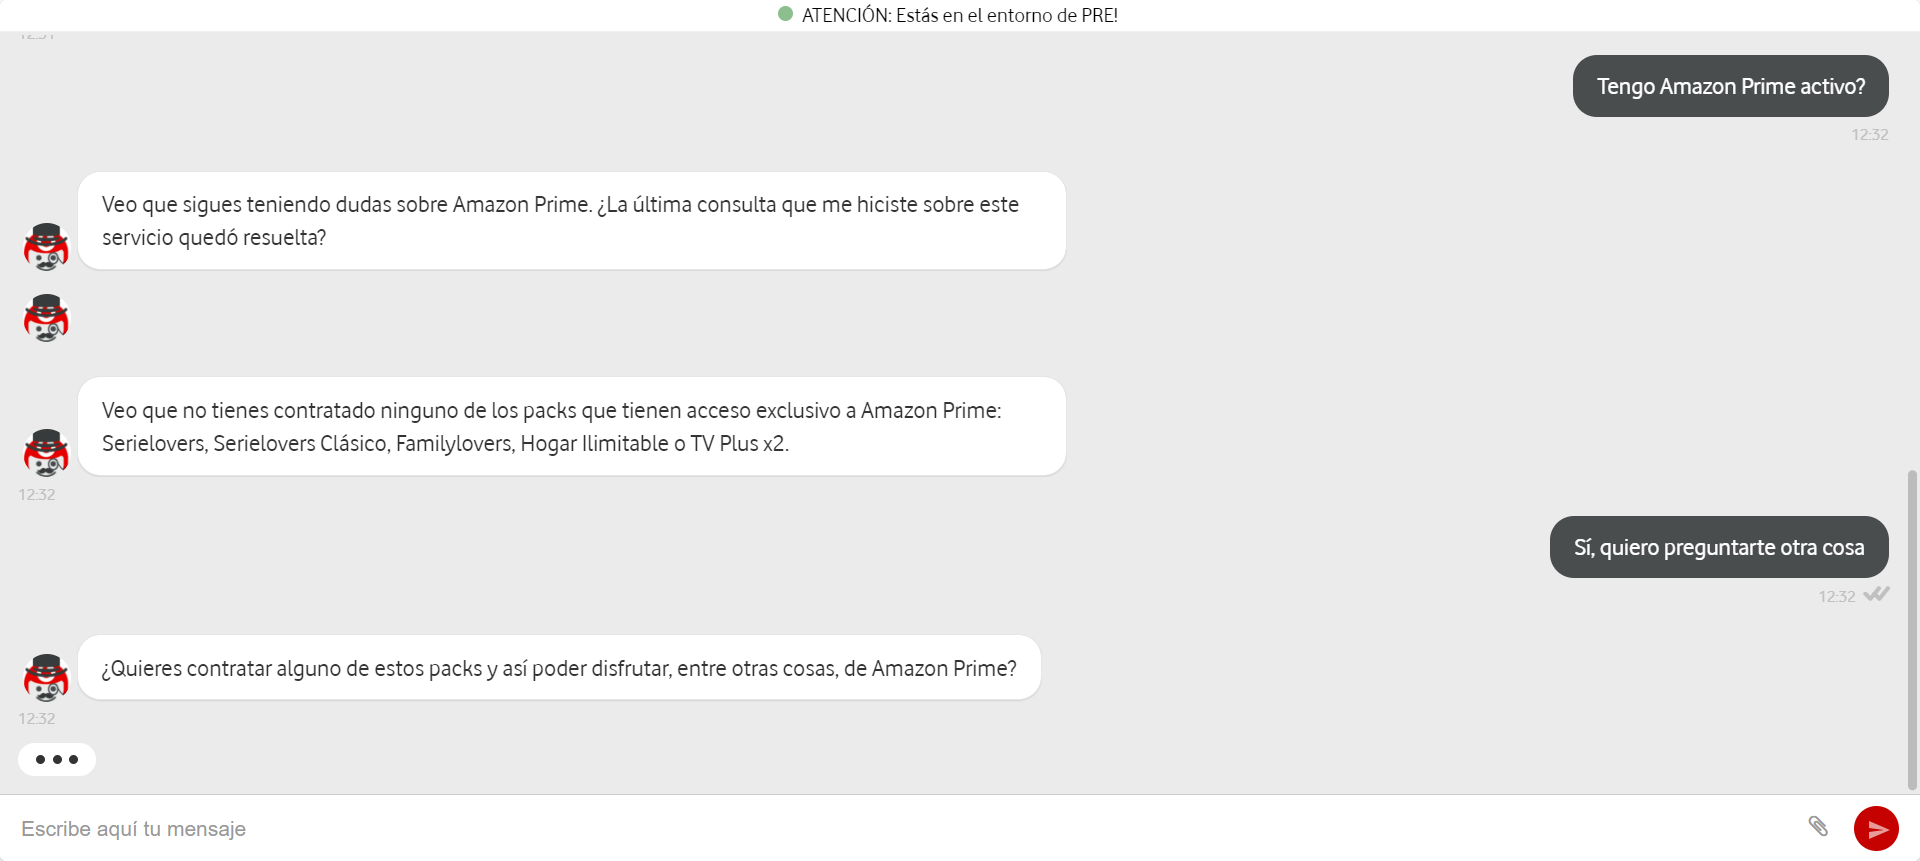 ATENCIÓN: Estás en el entorno de PRE!
Tengo Amazon Prime activo?
12:32
Veo que sigues teniendo dudas sobre Amazon Prime. ¿La última consulta que me hiciste sobre este
servicio quedó resuelta?
Veo que no tienes contratado ninguno de los packs que tienen acceso exclusivo a Amazon Prime:
Serielovers, Serielovers Clásico, Familylovers, Hogar Ilimitable o TV Plus x2.
12:32
Sí, quiero preguntarte otra cosa
12:32
¿Quieres contratar alguno de estos packs y así poder disfrutar, entre otras cosas, de Amazon Prime?
12:32
Escribe aquí tu mensaje